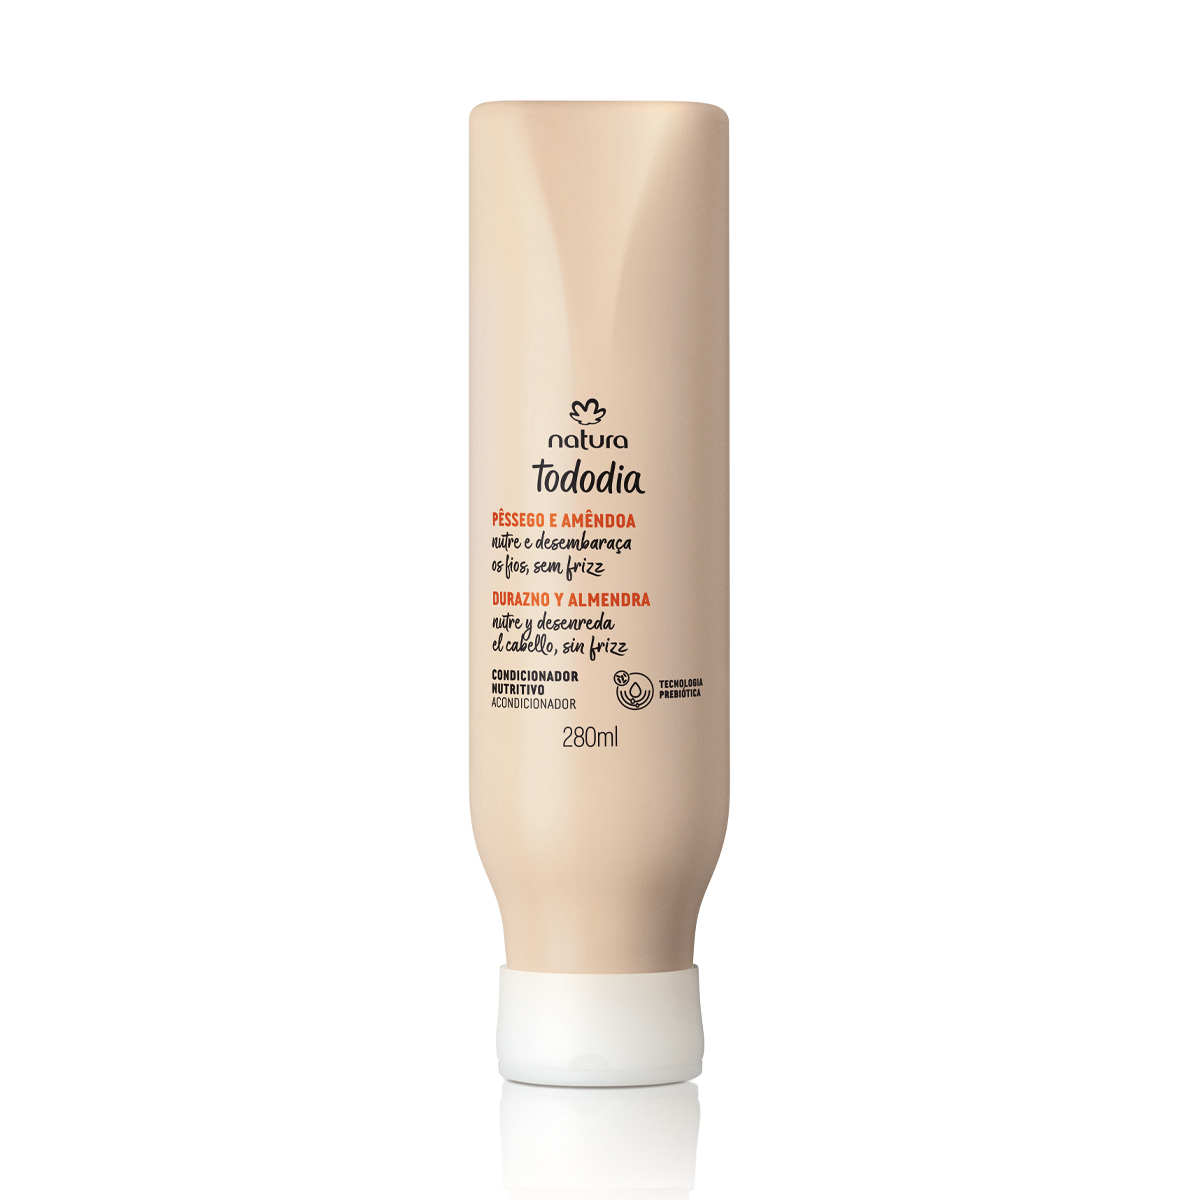 natura
Tododia
PÊSSEGO E AMÊNDOA
nutre e desembaraça
os fios, sem frizz
DURAZNO Y ALMENDRA
nutre y desenreda
el cabello, sin frizz
CONDICIONADOR
NUTRITIVO
ACONDICIONADOR
TECNOLOGIA
PREBIÓTICA
280ml